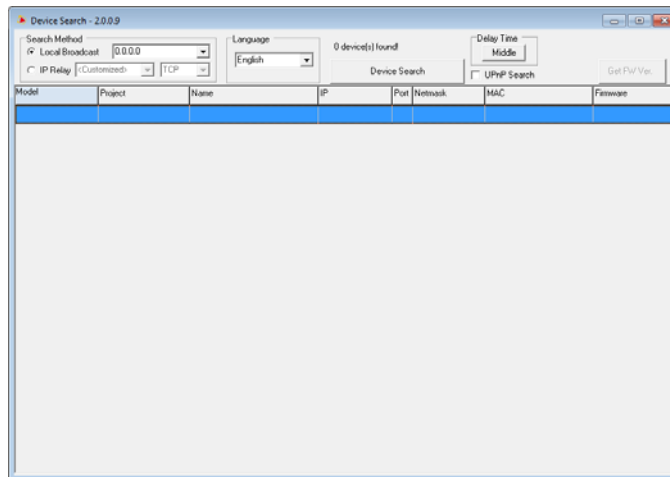 Device Search - 2.0.0.9
Search Method
Local Broadcast 0.0.0.0
IP Relay <Customized> TCP
Language
English
0 device(s) found!
Device Search
Delay Time
Middle
UPnP Search
Get FW Ver.
Model Project Name IP Port Netmask MAC Firmware